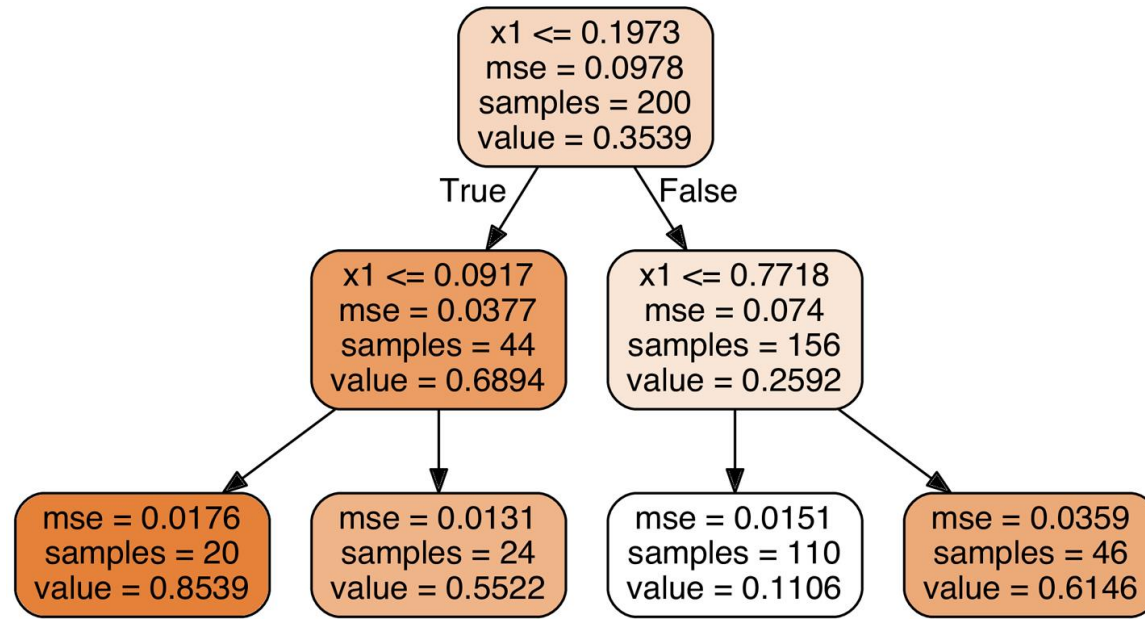 x1 <= 0.1973
mse = 0.0978
samples = 200
value = 0.3539
True
False
x1 <= 0.0917
mse = 0.0377
samples = 44
value = 0.6894
x1 <= 0.7718
mse = 0.074
samples = 156
value = 0.2592
mse = 0.0176
samples = 20
value = 0.8539
mse = 0.0131
samples = 24
value = 0.5522
mse = 0.0151
samples = 110
value = 0.1106
mse = 0.0359
samples = 46
value = 0.6146